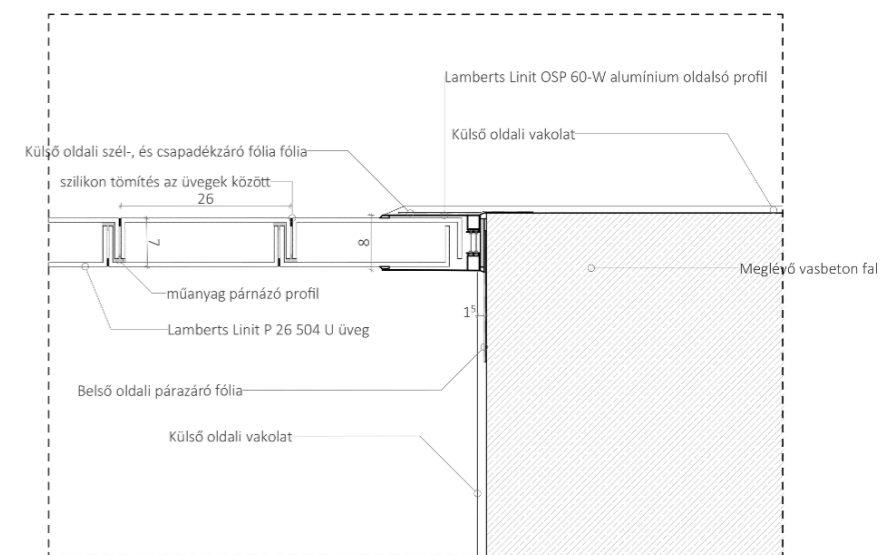 Lamberts Linit OSP 60-W alumínium oldalsó profil
Külső oldali vakolat
Külső oldali szél-, és csapadékzáró fólia fólia
szilikon tömítés az üvegek között
26
7
8
Meglévő vasbeton fal
műanyag párnázó profil
1⁵
Lamberts Linit P 26 504 U üveg
Belső oldali párazáró fólia
Külső oldali vakolat